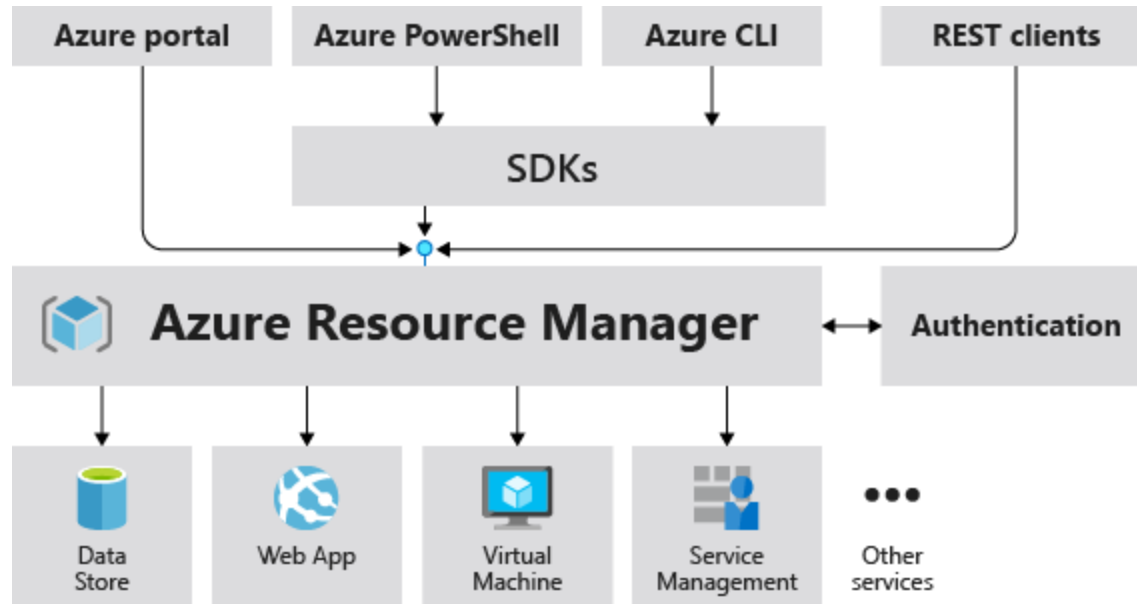 Azure portal
Azure PowerShell
Azure CLI
REST clients
SDKs
Azure Resource Manager
Authentication
Data
Store
Web App
Virtual
Machine
Service
Management
Other
services